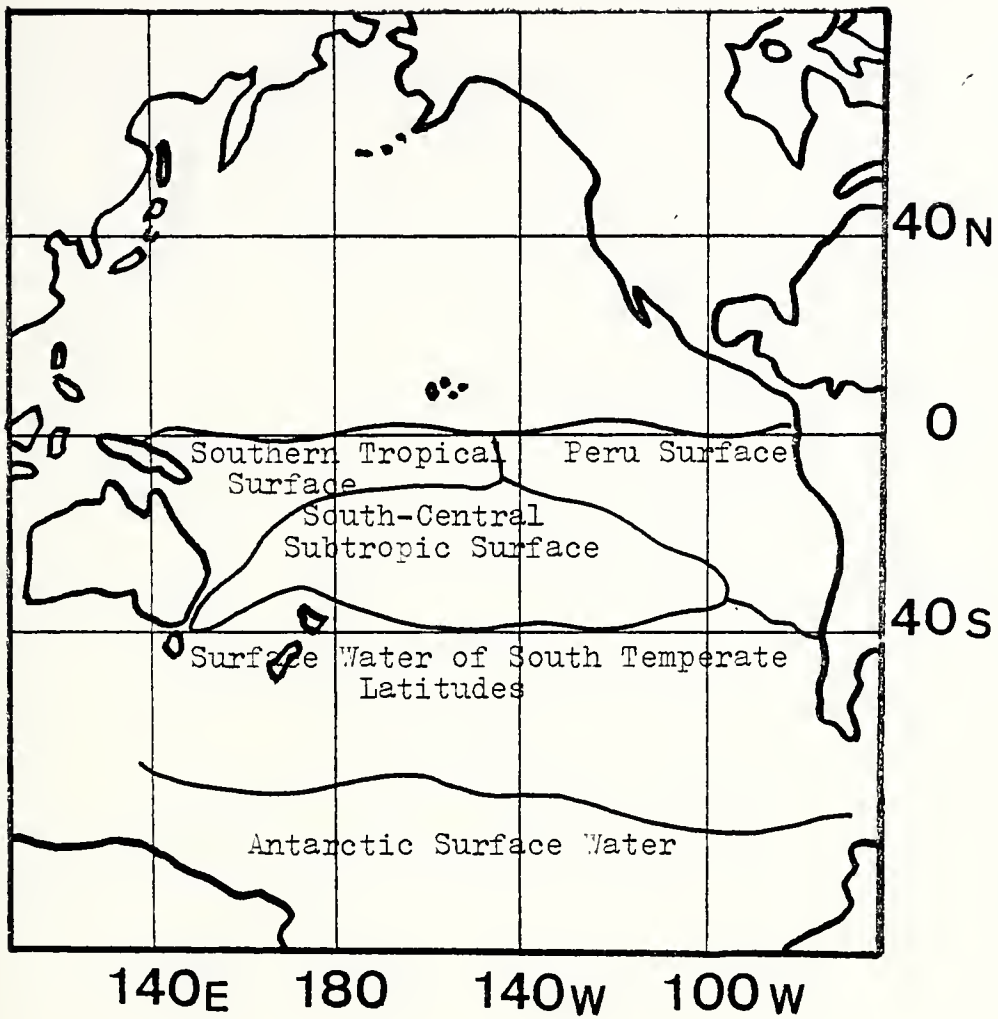 40N
0
Southern Tropical
Surface
Peru Surface
South-Central
Subtropic Surface
40S
Surface Water of South Temperate
Latitudes
Antarctic Surface Water
140E
180
140W
100W